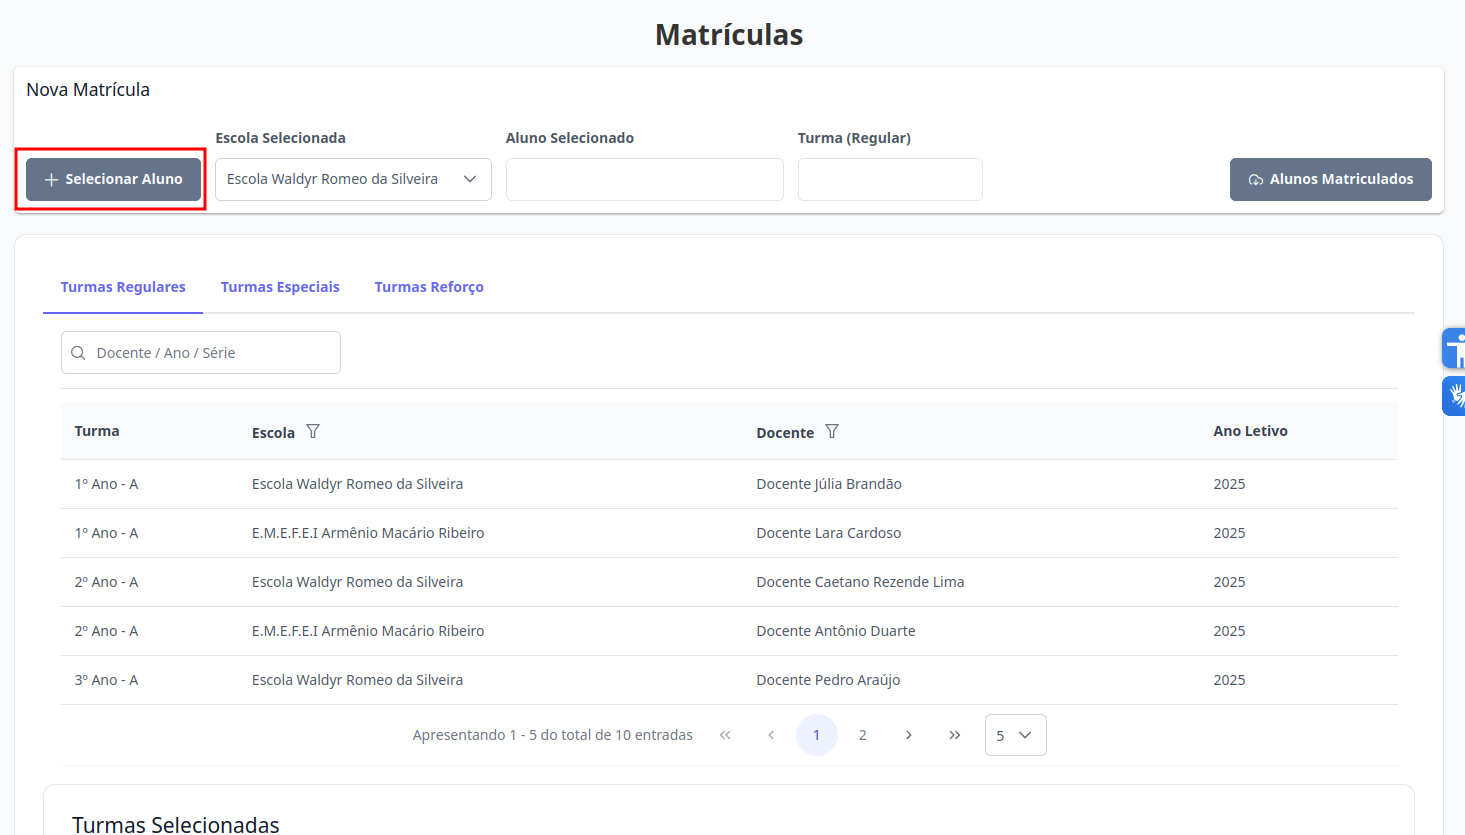 Matrículas
Nova Matrícula
Escola Selecionada Aluno Selecionado Turma (Regular)
Selecionar Aluno Escola Waldyr Romeo da Silveira Alunos Matriculados
Turmas Regulares Turmas Especiais Turmas Reforço
Docente / Ano / Série
Turma Escola Docente Ano Letivo
1º Ano - A Escola Waldyr Romeo da Silveira Docente Júlia Brandão 2025
1º Ano - A E.M.E.F.E.I Armênio Macário Ribeiro Docente Lara Cardoso 2025
2º Ano - A Escola Waldyr Romeo da Silveira Docente Caetano Rezende Lima 2025
2º Ano - A E.M.E.F.E.I Armênio Macário Ribeiro Docente Antônio Duarte 2025
3º Ano - A Escola Waldyr Romeo da Silveira Docente Pedro Araújo 2025
Apresentando 1 - 5 do total de 10 entradas « ‹ 1 2 › » 5
Turmas Selecionadas